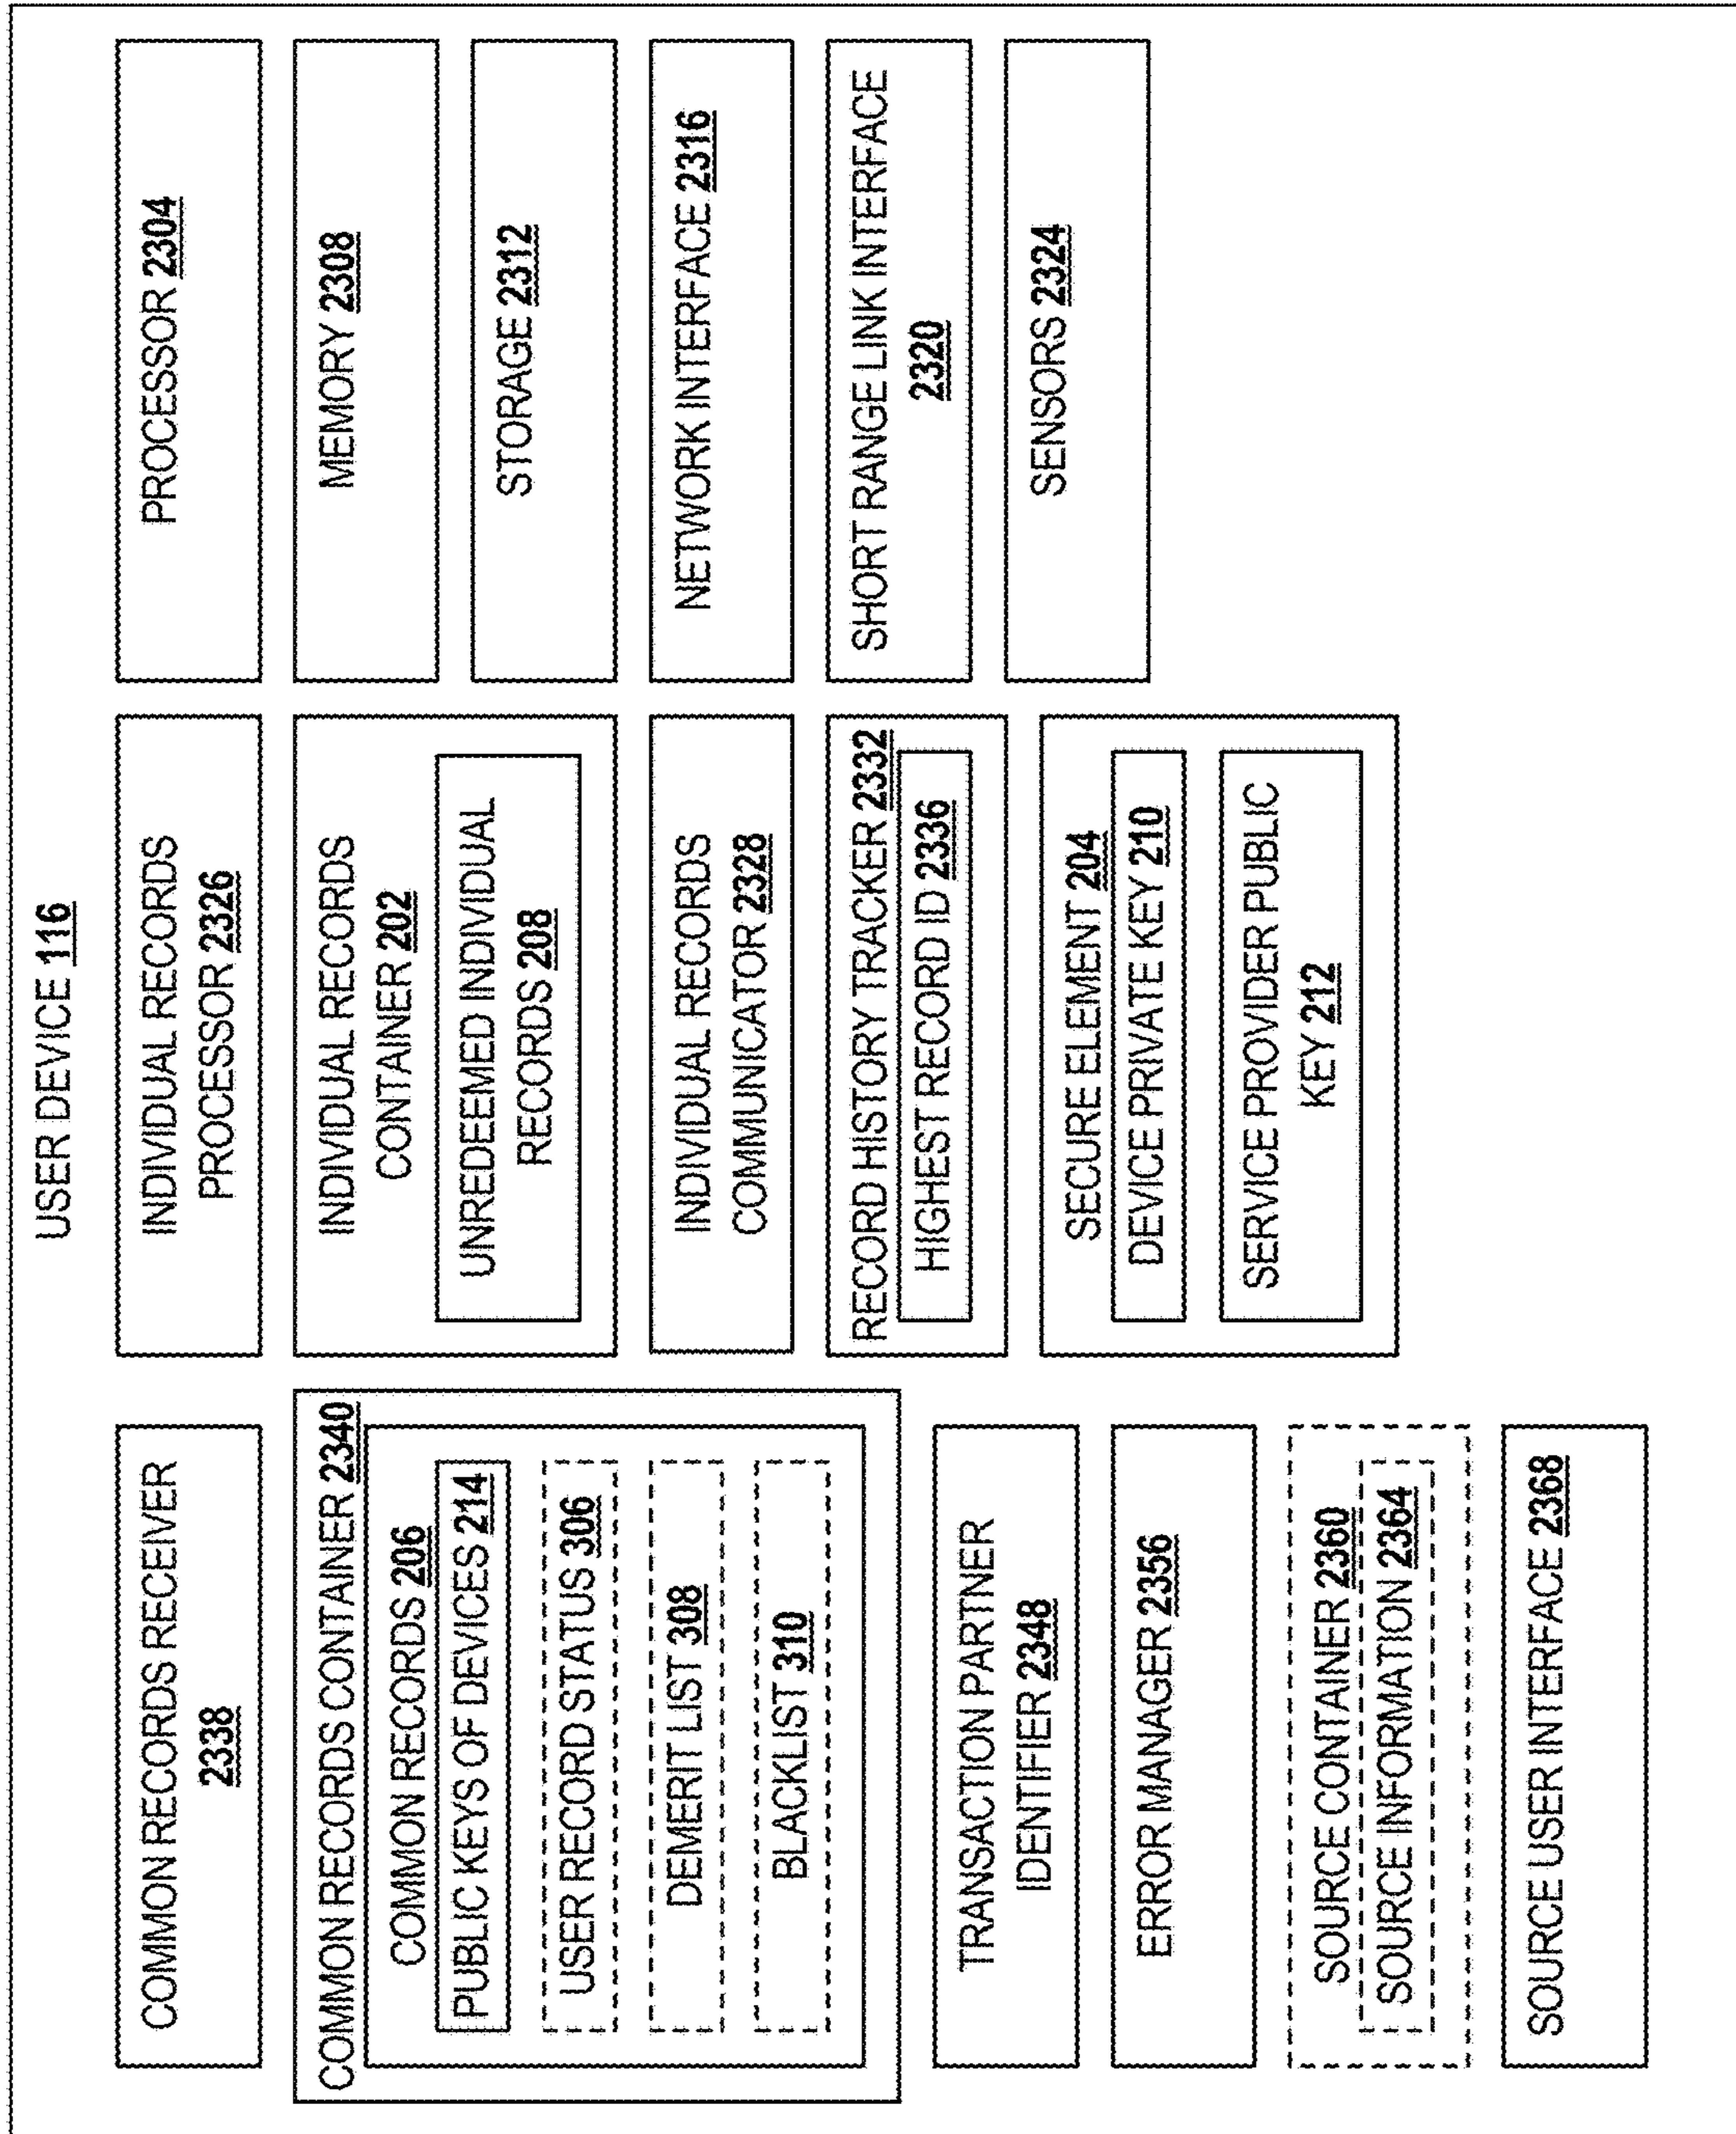 USER DEVICE 116
COMMON RECORDS RECEIVER
2338
COMMON RECORDS CONTAINER 2340
COMMON RECORDS 206
PUBLIC KEYS OF DEVICES 214
USER RECORD STATUS 306
DEMERIT LIST 308
BLACKLIST 310
TRANSACTION PARTNER
IDENTIFIER 2348
ERROR MANAGER 2356
SOURCE CONTAINER 2360
SOURCE INFORMATION 2364
SOURCE USER INTERFACE 2368
INDIVIDUAL RECORDS
PROCESSOR 2326
INDIVIDUAL RECORDS
CONTAINER 202
UNREDEEMED INDIVIDUAL
RECORDS 208
INDIVIDUAL RECORDS
COMMUNICATOR 2328
RECORD HISTORY TRACKER 2332
HIGHEST RECORD ID 2336
SECURE ELEMENT 204
DEVICE PRIVATE KEY 210
SERVICE PROVIDER PUBLIC
KEY 212
PROCESSOR 2304
MEMORY 2308
STORAGE 2312
NETWORK INTERFACE 2316
SHORT RANGE LINK INTERFACE
2320
SENSORS 2324